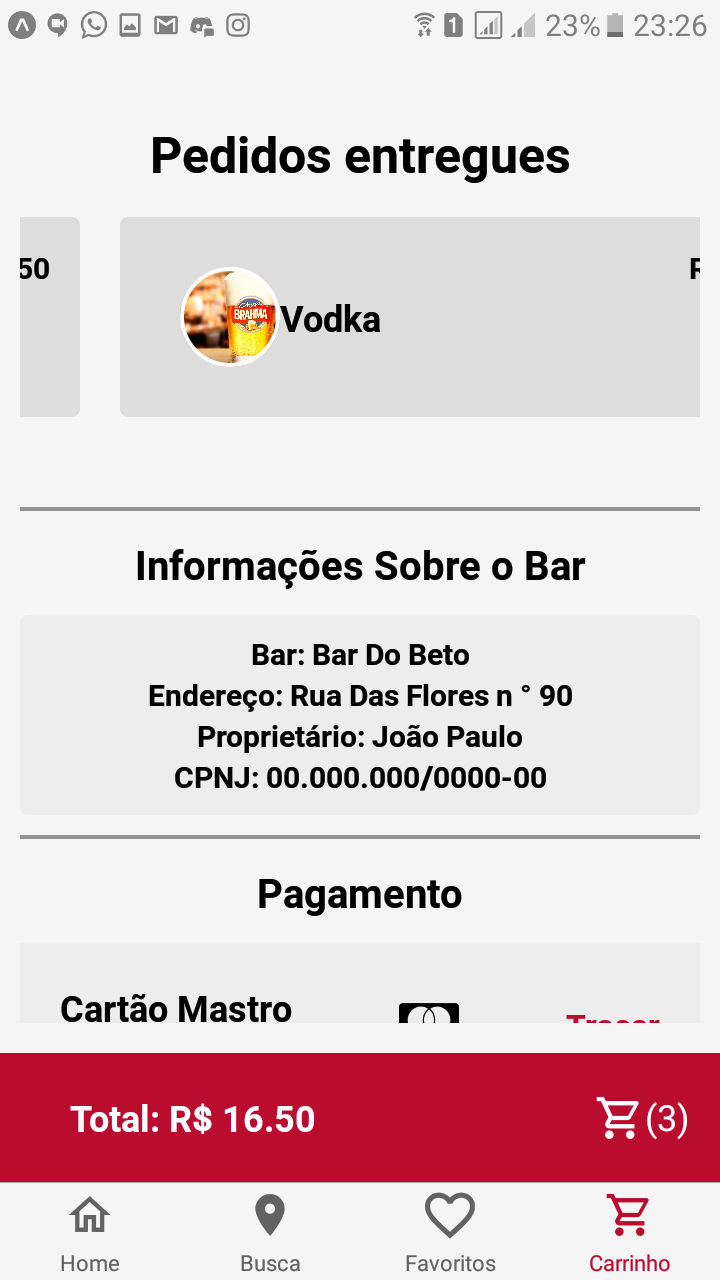 1 23% 23:26
Pedidos entregues
50
BRAHMA
Vodka
Informações Sobre o Bar
Bar: Bar Do Beto
Endereço: Rua Das Flores n ° 90
Proprietário: João Paulo
CPNJ: 00.000.000/0000-00
Pagamento
Cartão Mastro
Trocar
Total: R$ 16.50
(3)
Home
Busca
Favoritos
Carrinho